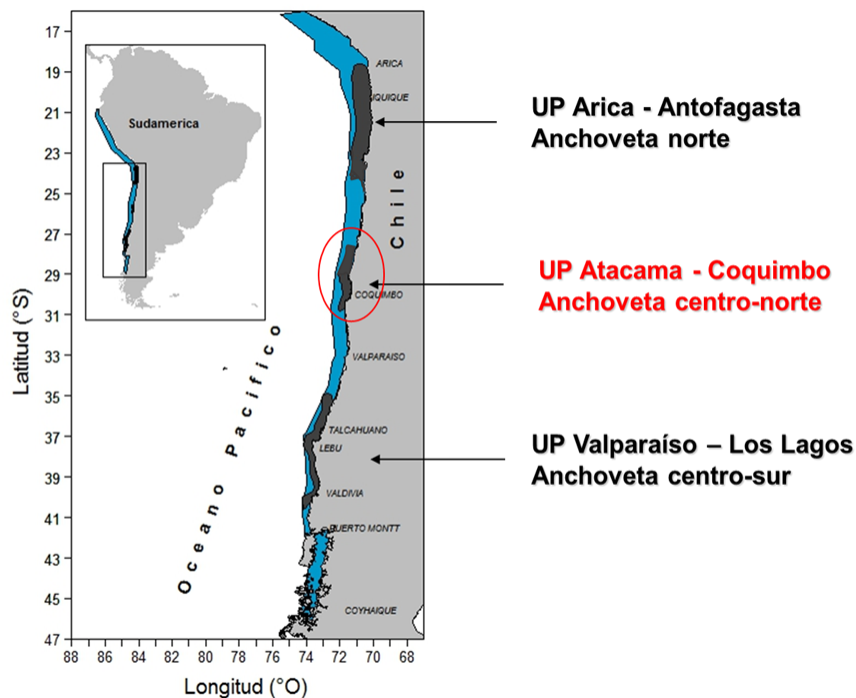 17
19
21
23
25
27
29
31
33
35
37
39
41
43
45
47
Latitud (°S)
88 86 84 82 80 78 76 74 72 70 68
Longitud (°O)
Sudamerica
Oceano Pacifico
Chile
ARICA
IQUIQUE
COQUIMBO
VALPARAISO
TALCAHUANO
LEBU
VALDIVIA
PUERTO MONTT
COYHAIQUE
UP Arica - Antofagasta
Anchoveta norte
UP Atacama - Coquimbo
Anchoveta centro-norte
UP Valparaíso – Los Lagos
Anchoveta centro-sur